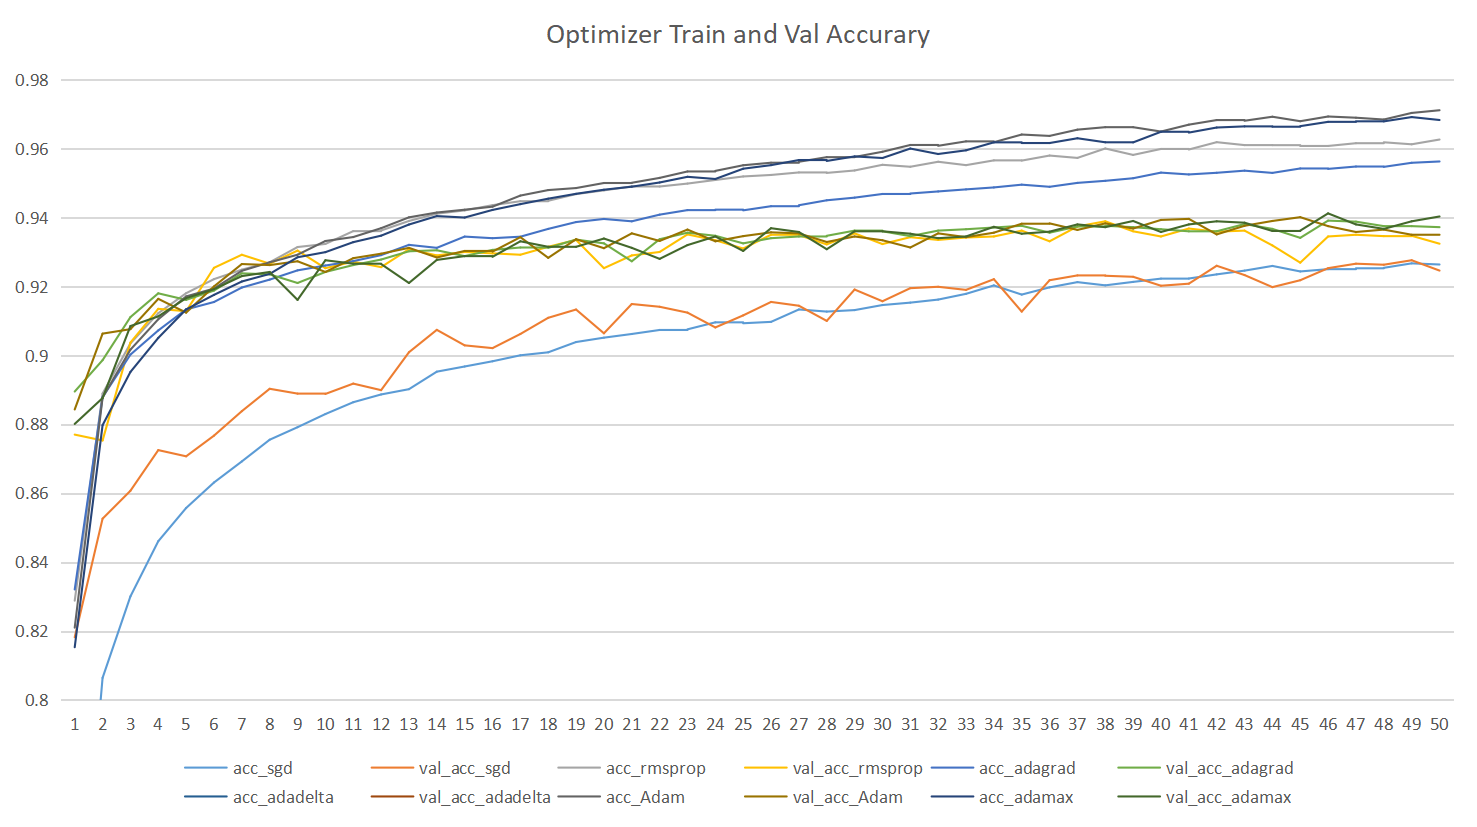 Optimizer Train and Val Accurary
0.98
0.96
0.94
0.92
0.9
0.88
0.86
0.84
0.82
0.8
1 2 3 4 5 6 7 8 9 10 11 12 13 14 15 16 17 18 19 20 21 22 23 24 25 26 27 28 29 30 31 32 33 34 35 36 37 38 39 40 41 42 43 44 45 46 47 48 49 50
acc_sgd val_acc_sgd acc_rmsprop val_acc_rmsprop acc_adagrad val_acc_adagrad
acc_adadelta val_acc_adadelta acc_Adam val_acc_Adam acc_adamax val_acc_adamax